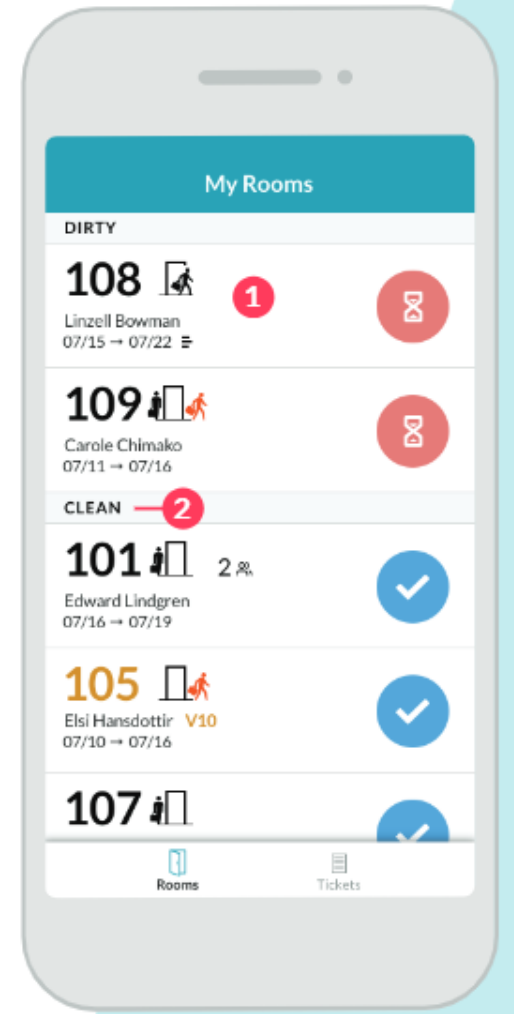 My Rooms
DIRTY
108
1
Linzell Bowman
07/15 → 07/22
109
Carole Chimako
07/11 → 07/16
CLEAN
2
101
2
Edward Lindgren
07/16 → 07/19
105
Elsi Hansdottir V10
07/10 → 07/16
107
Rooms Tickets